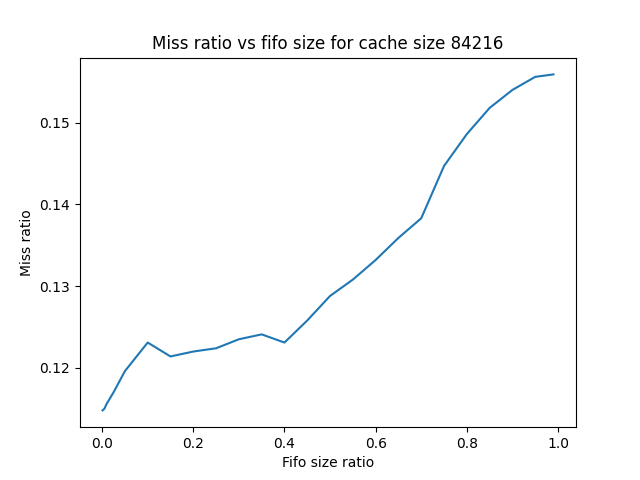 Miss ratio vs fifo size for cache size 84216
0.15
0.14
0.13
0.12
Miss ratio
0.0 0.2 0.4 0.6 0.8 1.0
Fifo size ratio